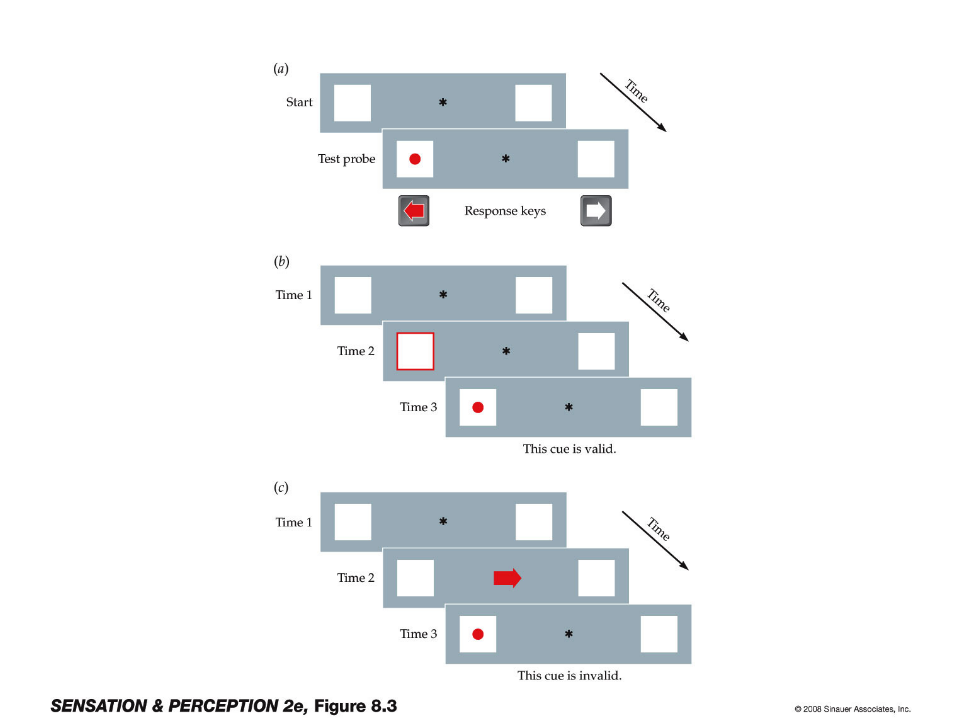 (a)
Start
*
Time
Test probe
*
Response keys
(b)
Time 1
*
Time
Time 2
*
Time 3
*
This cue is valid.
(c)
Time 1
*
Time
Time 2
Time 3
*
This cue is invalid.
SENSATION & PERCEPTION 2e, Figure 8.3
© 2008 Sinauer Associates, Inc.